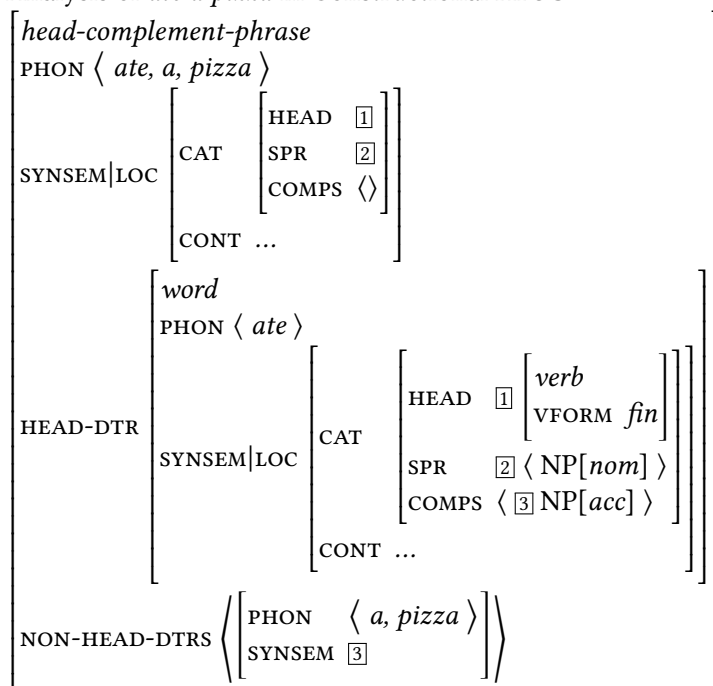 head-complement-phrase
PHON ⟨ ate, a, pizza ⟩
HEAD 1
CAT SPR 2
SYNSEM|LOC COMPS ⟨⟩
CONT ...
word
PHON ⟨ ate ⟩
HEAD 1 verb
VFORM fin
HEAD-DTR CAT
SYNSEM|LOC SPR 2 ⟨ NP[nom] ⟩
COMPS ⟨ 3 NP[acc] ⟩
CONT ...
PHON ⟨ a, pizza ⟩
NON-HEAD-DTRS
SYNSEM 3